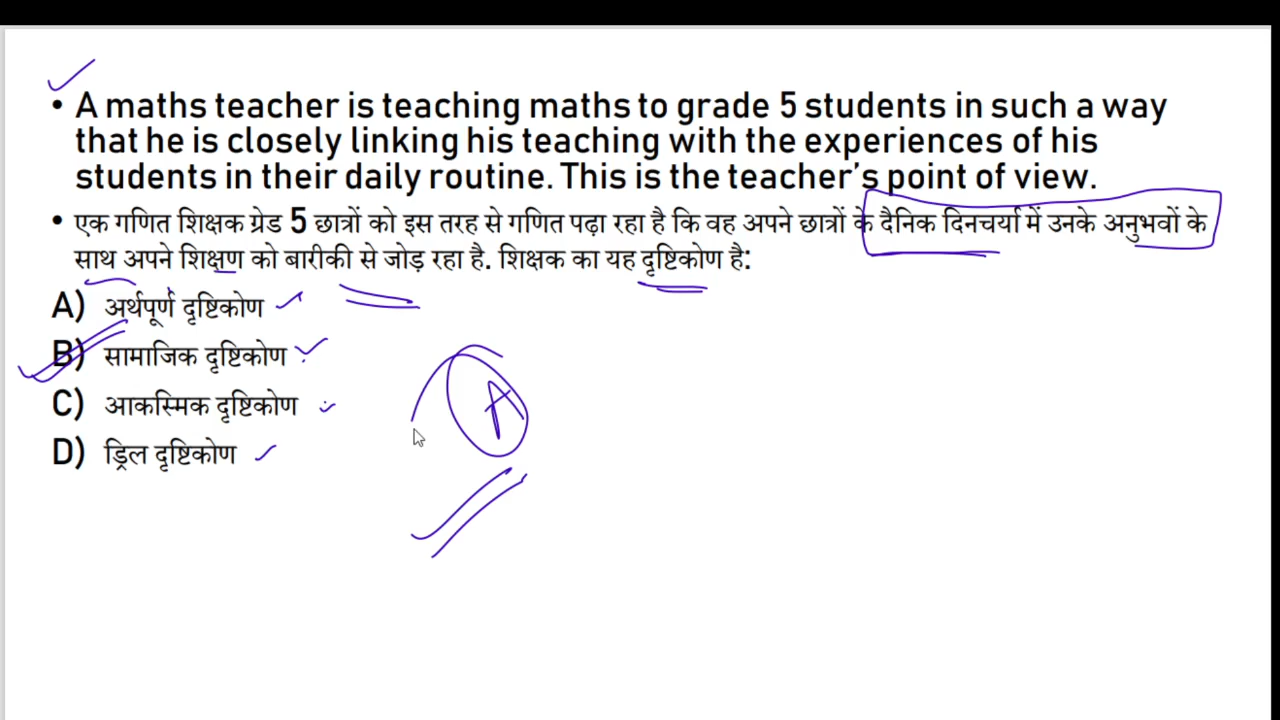 • A maths teacher is teaching maths to grade 5 students in such a way
that he is closely linking his teaching with the experiences of his
students in their daily routine. This is the teacher's point of view.
• एक गणित शिक्षक ग्रेड 5 छात्रों को इस तरह से गणित पढ़ा रहा है कि वह अपने छात्रों के दैनिक दिनचर्या में उनके अनुभवों के
साथ अपने शिक्षण को बारीकी से जोड़ रहा है. शिक्षक का यह दृष्टिकोण है:
A) अर्थपूर्ण दृष्टिकोण
B) सामाजिक दृष्टिकोण
C) आकस्मिक दृष्टिकोण
D) ड्रिल दृष्टिकोण
A